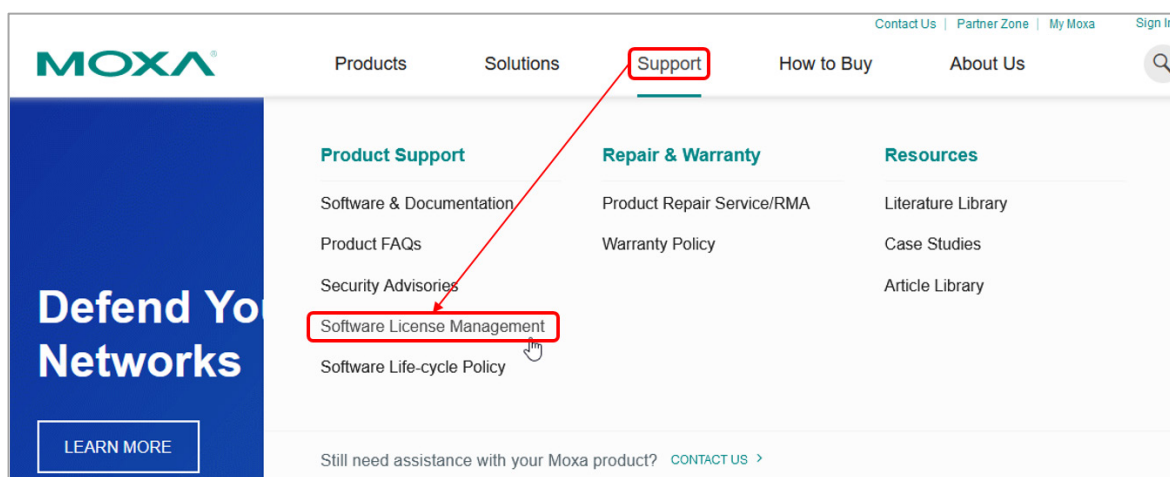 Contact Us | Partner Zone | My Moxa Sign In
MOXA®
Products Solutions Support How to Buy About Us
Product Support
Software & Documentation
Product FAQs
Security Advisories
Software License Management
Software Life-cycle Policy
Repair & Warranty
Product Repair Service/RMA
Warranty Policy
Resources
Literature Library
Case Studies
Article Library
Defend You
Networks
LEARN MORE
Still need assistance with your Moxa product? CONTACT US >